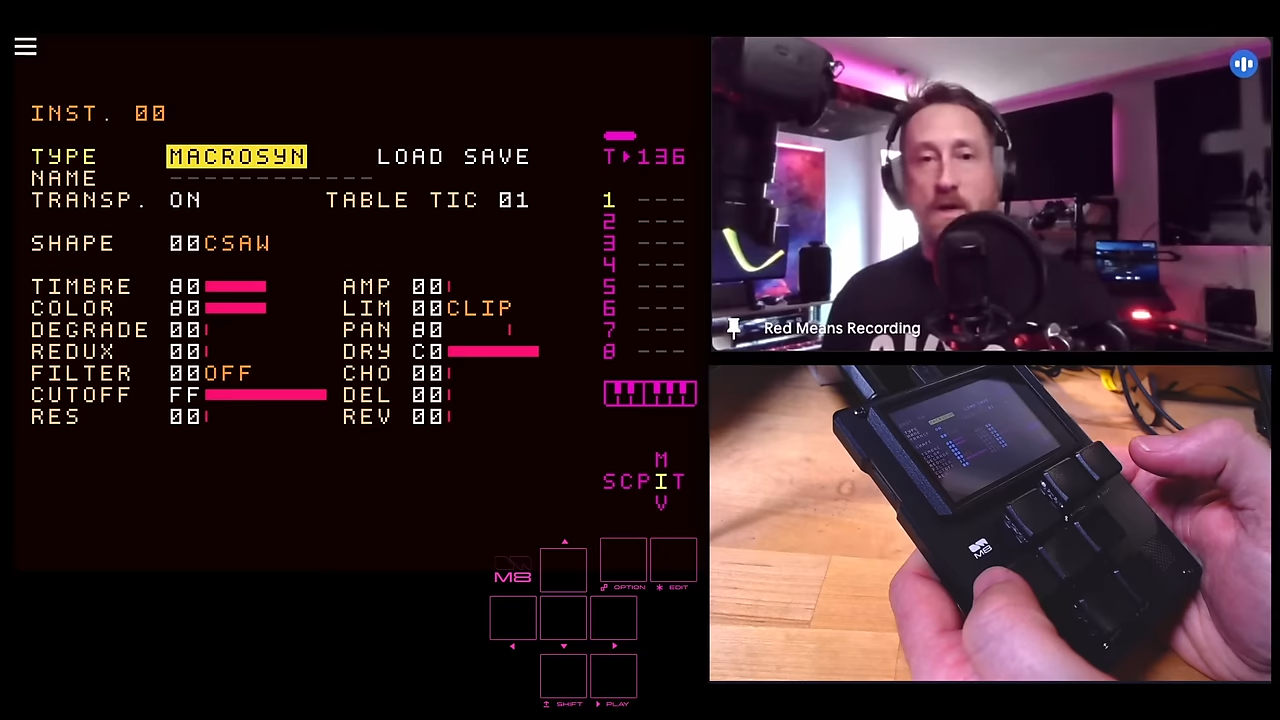 INST. 00
TYPE MACROSYN LOAD SAVE
NAME ------------
TRANSP. ON TABLE TIC 01
SHAPE 00CSAW
TIMBRE 80 AMP 00
COLOR 80 LIM 00CLIP
DEGRADE 00 PAN 80
REDUX 00 DRY C0
FILTER 00OFF CHO 00
CUTOFF FF DEL 00
RES 00 REV 00
T▸136
1 ---
2 ---
3 ---
4 ---
5 ---
6 ---
7 ---
8 ---
M
SCPIT
V
M8
OPTION
EDIT
SHIFT
PLAY
Red Means Recording
M8